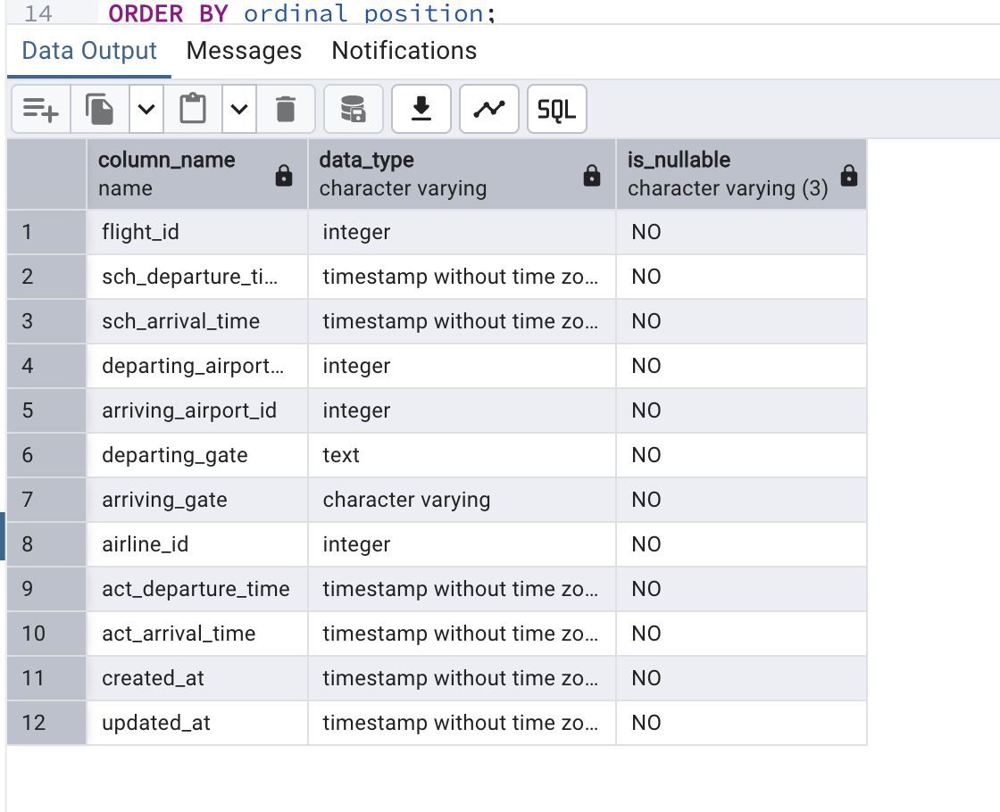 14 ORDER BY ordinal position;
Data Output Messages Notifications
SQL
column_name data_type is_nullable
name character varying character varying (3)
1 flight_id integer NO
2 sch_departure_ti... timestamp without time zo... NO
3 sch_arrival_time timestamp without time zo... NO
4 departing_airport... integer NO
5 arriving_airport_id integer NO
6 departing_gate text NO
7 arriving_gate character varying NO
8 airline_id integer NO
9 act_departure_time timestamp without time zo... NO
10 act_arrival_time timestamp without time zo... NO
11 created_at timestamp without time zo... NO
12 updated_at timestamp without time zo... NO